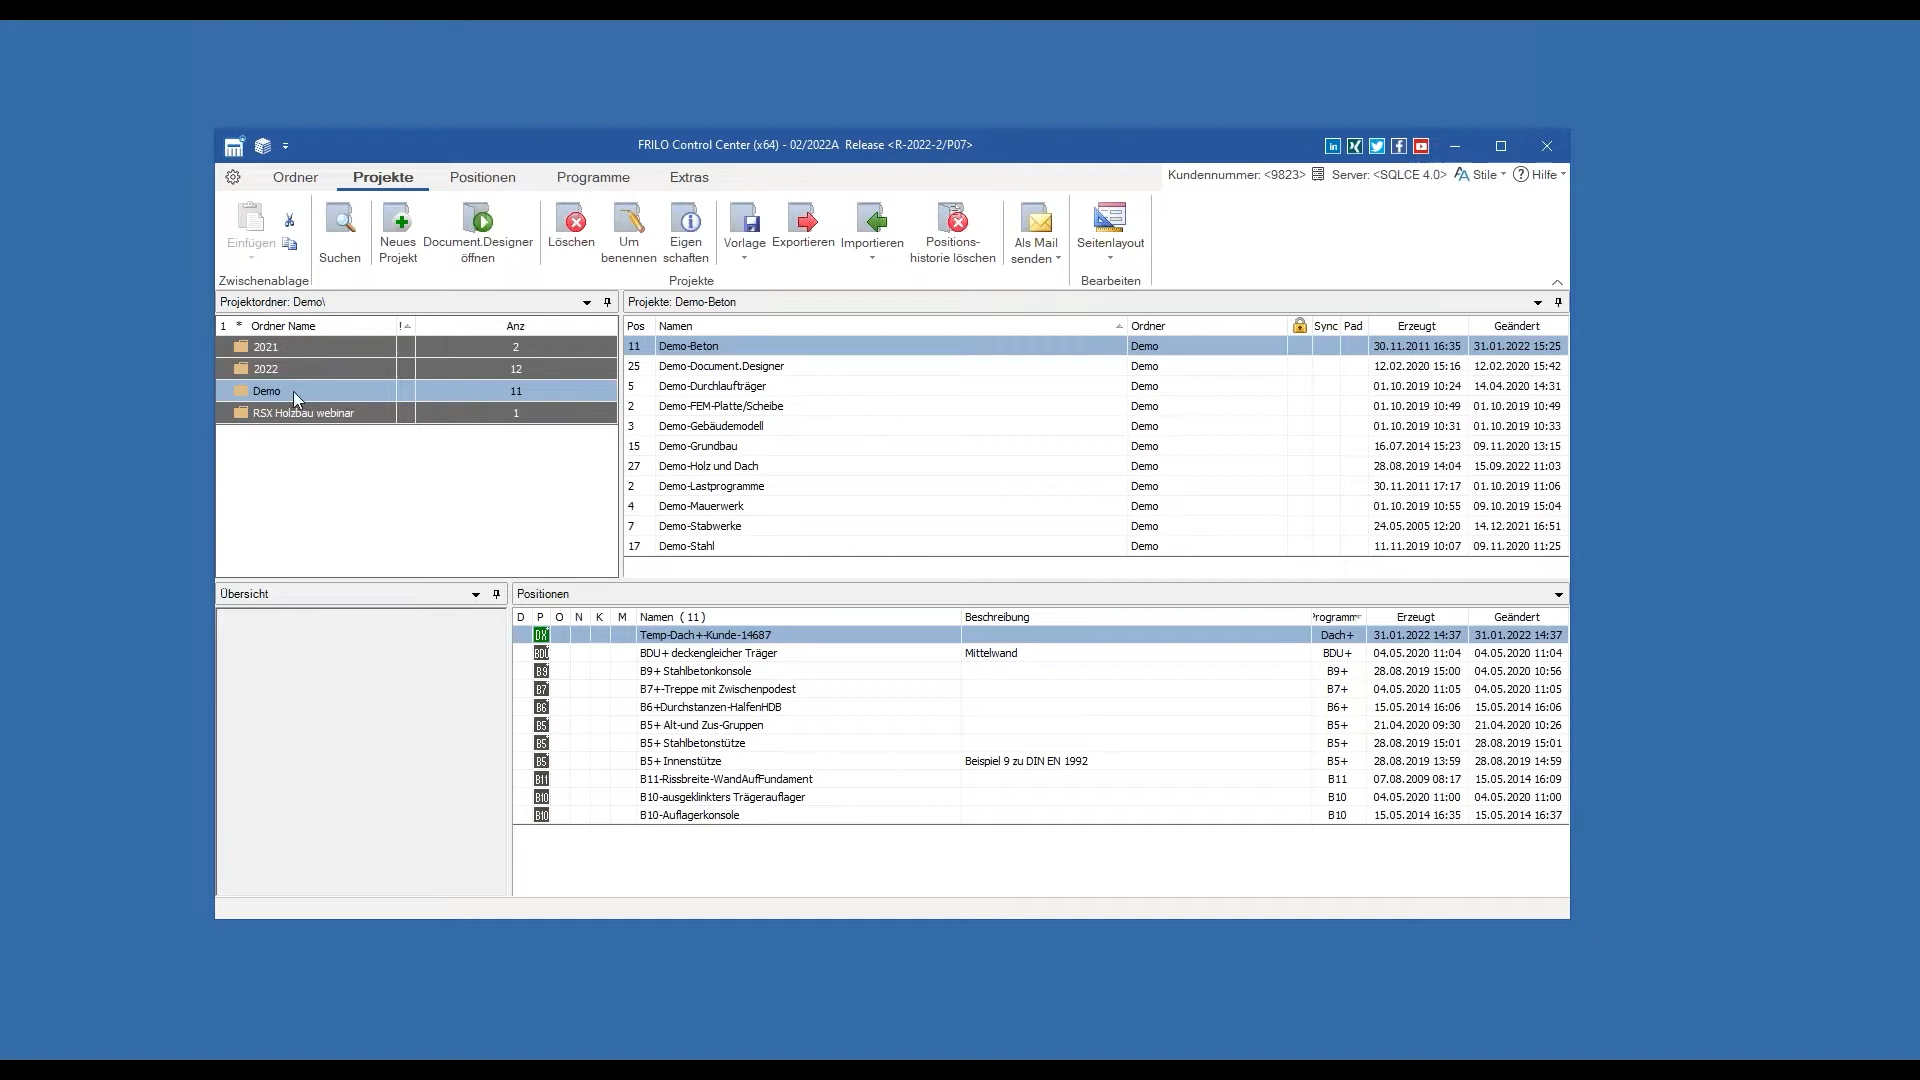 FRILO Control Center (x64) - 02/2022A Release <R-2022-2/P07>
Ordner Projekte Positionen Programme Extras
Kundennummer: <9823> Server: <SQLCE 4.0> Stile Hilfe
Einfügen
Suchen
Neues Projekt
Document.Designer öffnen
Löschen
Um benennen
Eigen schaften
Vorlage
Exportieren
Importieren
Positions- historie löschen
Als Mail senden
Seitenlayout
Zwischenablage Projekte Bearbeiten
Projektordner: Demo\
1 * Ordner Name ! Anz
2021 2
2022 12
Demo 11
RSX Holzbau webinar 1
Projekte: Demo-Beton
Pos Namen Ordner Sync Pad Erzeugt Geändert
11 Demo-Beton Demo 30.11.2011 16:35 31.01.2022 15:25
25 Demo-Document.Designer Demo 12.02.2020 15:16 12.02.2020 15:42
5 Demo-Durchlaufträger Demo 01.10.2019 10:24 14.04.2020 14:31
2 Demo-FEM-Platte/Scheibe Demo 01.10.2019 10:49 01.10.2019 10:49
3 Demo-Gebäudemodell Demo 01.10.2019 10:31 01.10.2019 10:33
15 Demo-Grundbau Demo 16.07.2014 15:23 09.11.2020 13:15
27 Demo-Holz und Dach Demo 28.08.2019 14:04 15.09.2022 11:03
2 Demo-Lastprogramme Demo 30.11.2011 17:17 01.10.2019 11:06
4 Demo-Mauerwerk Demo 01.10.2019 10:55 09.10.2019 15:04
7 Demo-Stabwerke Demo 24.05.2005 12:20 14.12.2021 16:51
17 Demo-Stahl Demo 11.11.2019 10:07 09.11.2020 11:25
Übersicht
Positionen
D P O N K M Namen ( 11 ) Beschreibung Programm Erzeugt Geändert
DX+ Temp-Dach+-Kunde-14687 Dach+ 31.01.2022 14:37 31.01.2022 14:37
BDU BDU+ deckengleicher Träger Mittelwand BDU+ 04.05.2020 11:04 04.05.2020 11:04
B9 B9+ Stahlbetonkonsole B9+ 28.08.2019 15:00 04.05.2020 10:56
B7 B7+-Treppe mit Zwischenpodest B7+ 04.05.2020 11:05 04.05.2020 11:05
B6 B6+Durchstanzen-HalfenHDB B6+ 15.05.2014 16:06 15.05.2014 16:06
B5 B5+ Alt-und Zus-Gruppen B5+ 21.04.2020 09:30 21.04.2020 10:26
B5 B5+ Stahlbetonstütze B5+ 28.08.2019 15:01 28.08.2019 15:01
B5 B5+ Innenstütze Beispiel 9 zu DIN EN 1992 B5+ 28.08.2019 13:59 28.08.2019 14:59
B11 B11-Rissbreite-WandAufFundament B11 07.08.2009 08:17 15.05.2014 16:09
B10 B10-ausgeklinkters Trägerauflager B10 04.05.2020 11:00 04.05.2020 11:00
B10 B10-Auflagerkonsole B10 15.05.2014 16:35 15.05.2014 16:37